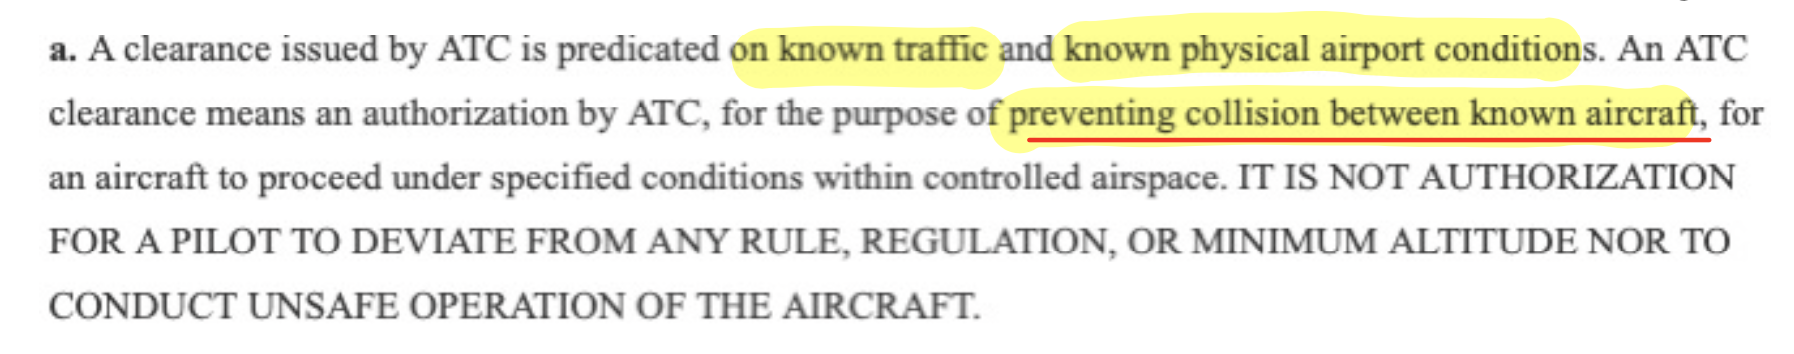 a. A clearance issued by ATC is predicated on known traffic and known physical airport conditions. An ATC
clearance means an authorization by ATC, for the purpose of preventing collision between known aircraft, for
an aircraft to proceed under specified conditions within controlled airspace. IT IS NOT AUTHORIZATION
FOR A PILOT TO DEVIATE FROM ANY RULE, REGULATION, OR MINIMUM ALTITUDE NOR TO
CONDUCT UNSAFE OPERATION OF THE AIRCRAFT.